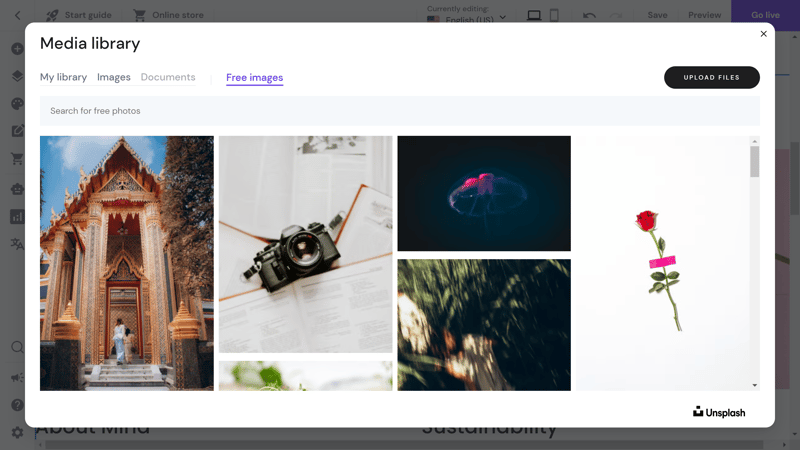 Start guide
Online store
Currently editing:
English (US)
Save
Preview
Go live
Media library
My library
Images
Documents
Free images
UPLOAD FILES
Search for free photos
Unsplash
About Mind
Sustainability